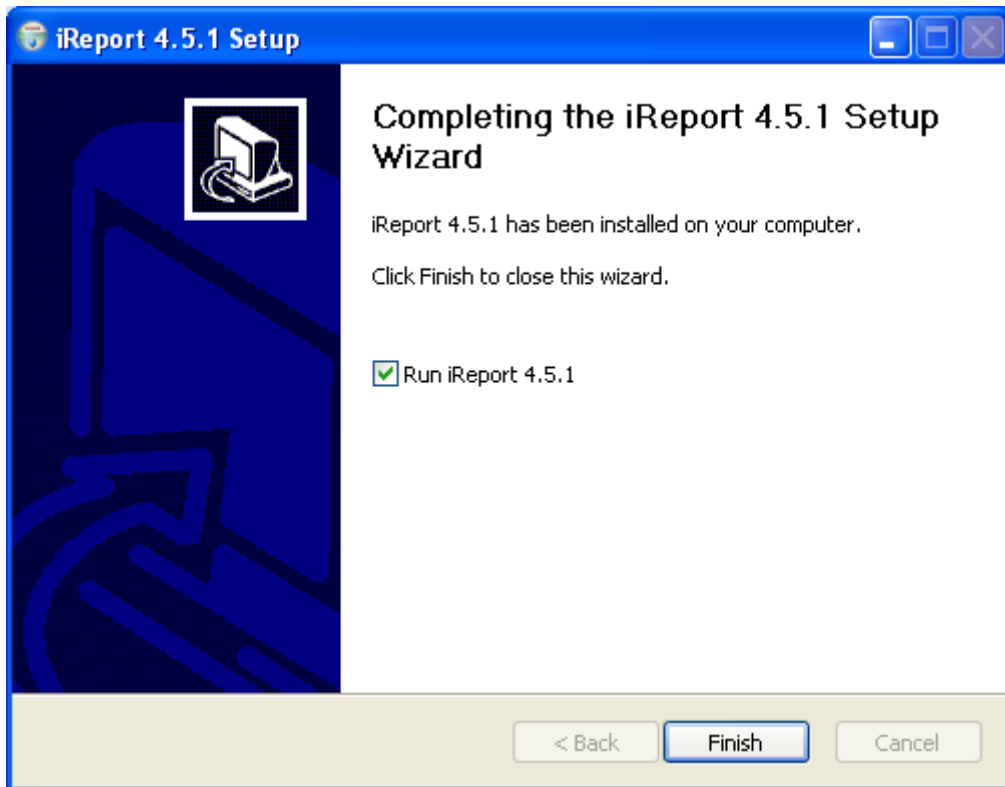 iReport 4.5.1 Setup
Completing the iReport 4.5.1 Setup
Wizard
iReport 4.5.1 has been installed on your computer.
Click Finish to close this wizard.
Run iReport 4.5.1
< Back
Finish
Cancel